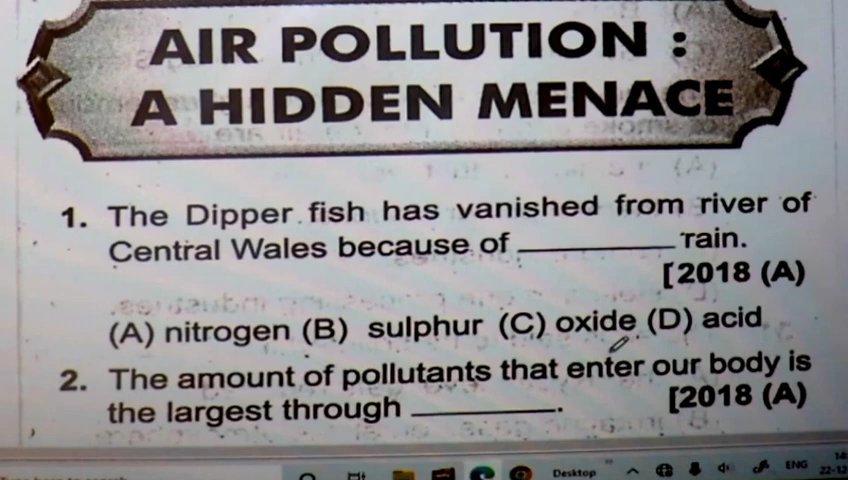 AIR POLLUTION :
A HIDDEN MENACE
1. The Dipper fish has vanished from river of
Central Wales because of ________ rain.
[2018 (A)
(A) nitrogen (B) sulphur (C) oxide (D) acid
2. The amount of pollutants that enter our body is
the largest through ________. [2018 (A)
Desktop
ENG